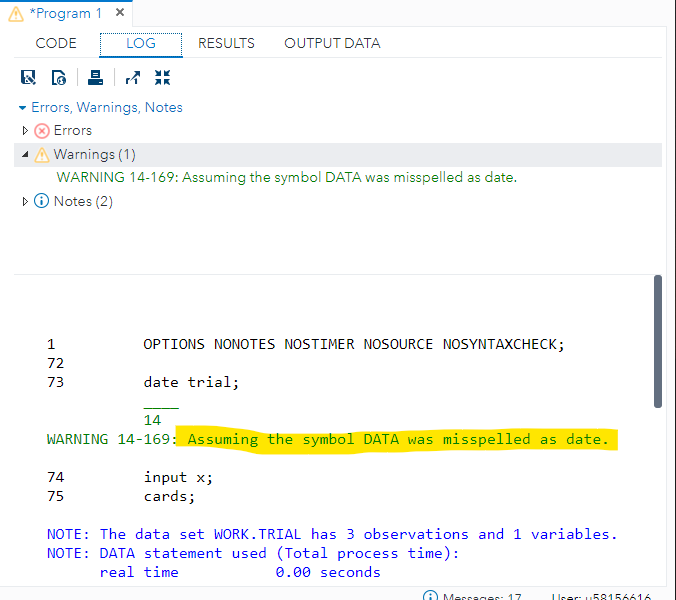 *Program 1 ×
CODE LOG RESULTS OUTPUT DATA
Errors, Warnings, Notes
Errors
Warnings (1)
WARNING 14-169: Assuming the symbol DATA was misspelled as date.
Notes (2)
1 OPTIONS NONOTES NOSTIMER NOSOURCE NOSYNTAXCHECK;
72
73 date trial;
____
14
WARNING 14-169: Assuming the symbol DATA was misspelled as date.
74 input x;
75 cards;
NOTE: The data set WORK.TRIAL has 3 observations and 1 variables.
NOTE: DATA statement used (Total process time):
real time 0.00 seconds
Messages: 17 User: u58156616